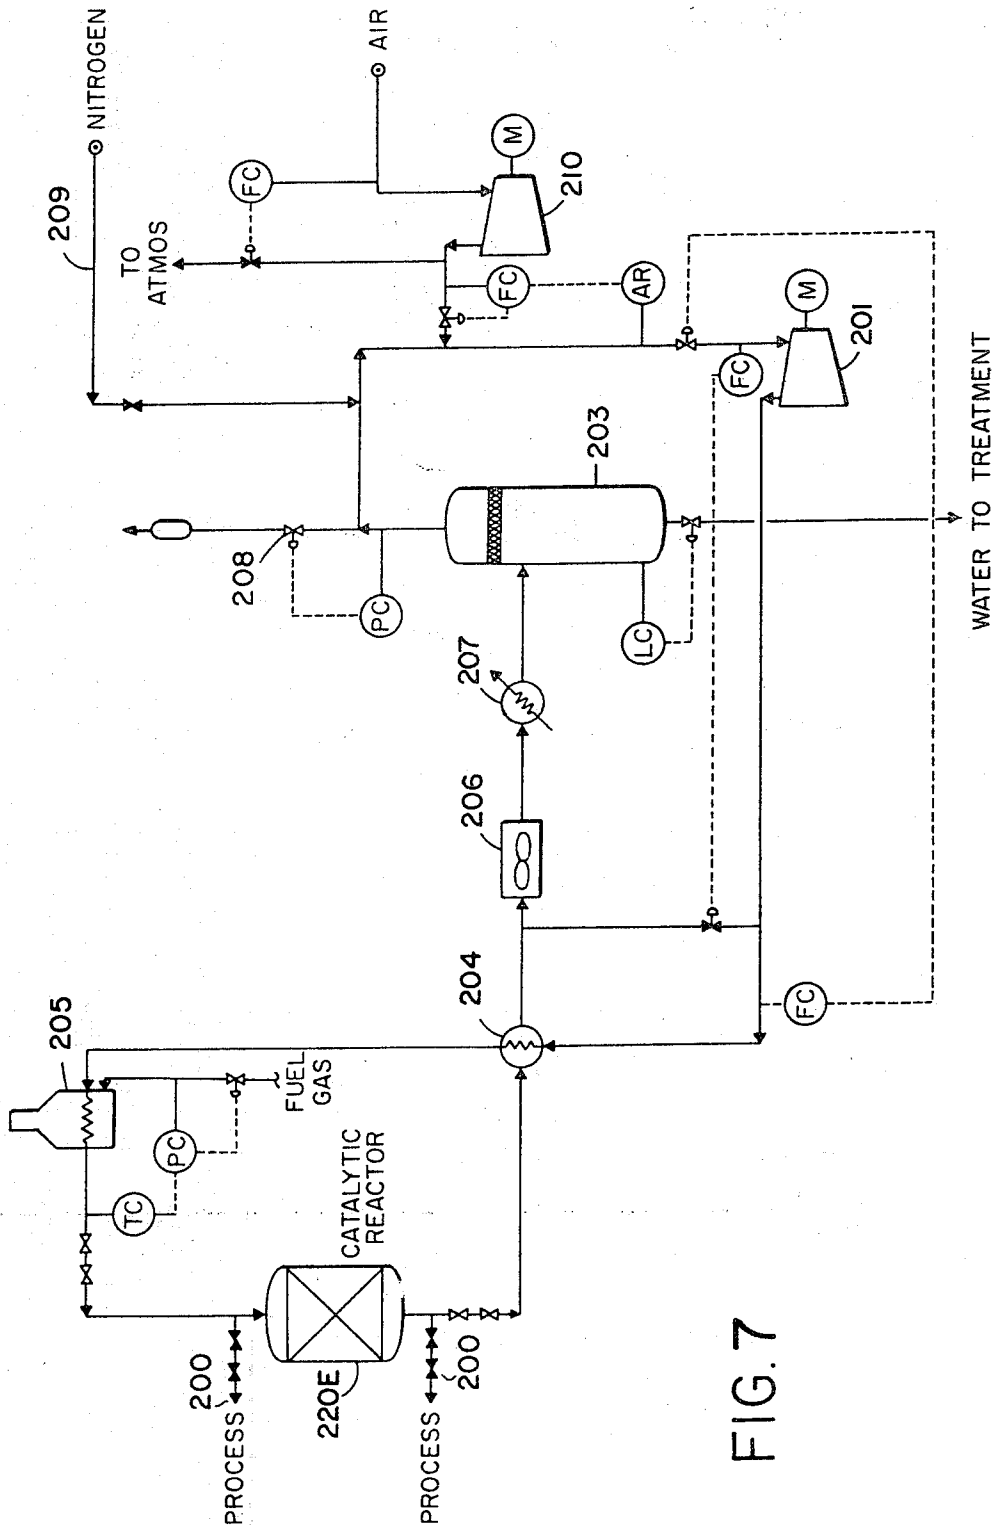 NITROGEN
209
AIR
TO
ATMOS
FC
M
210
FC
AR
M
201
FC
208
PC
203
LC
207
206
204
FC
WATER TO TREATMENT
205
FUEL
GAS
PC
TC
CATALYTIC
REACTOR
220E
200
PROCESS
200
PROCESS
FIG. 7